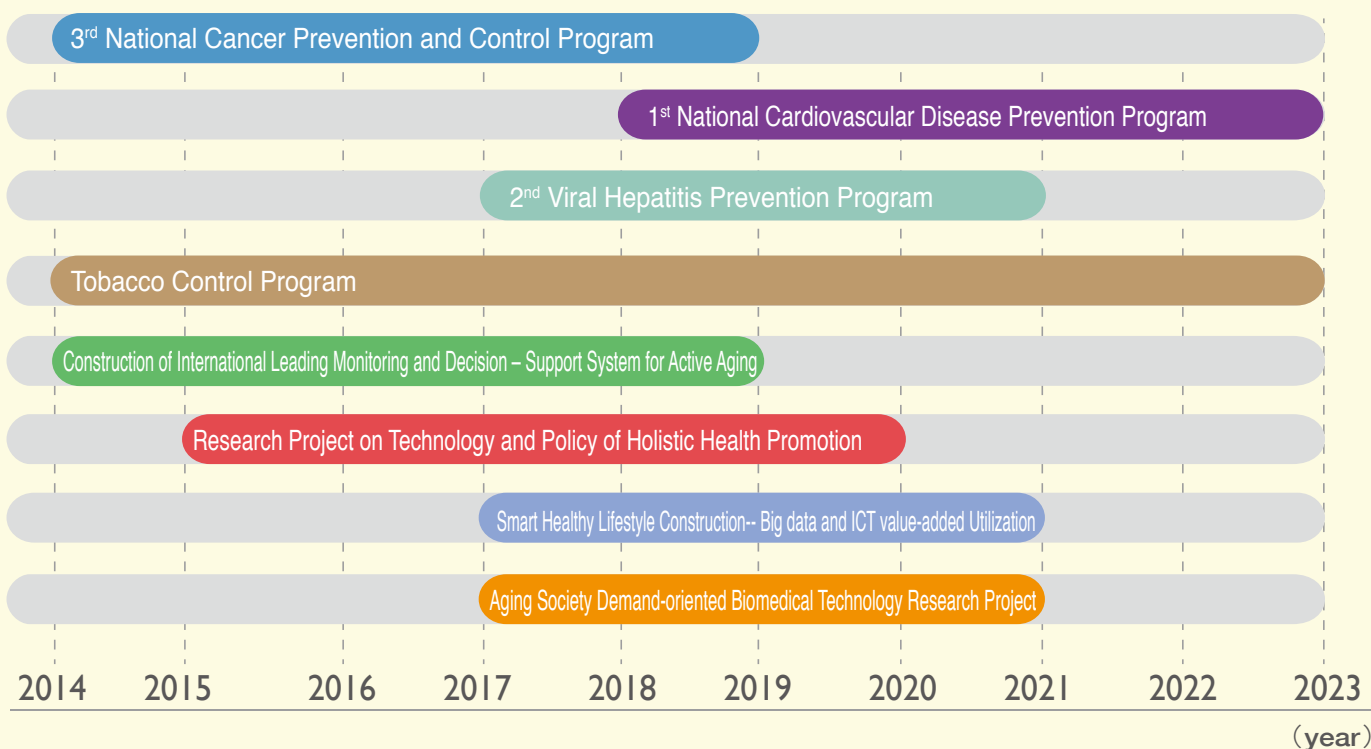 3rd National Cancer Prevention and Control Program
1st National Cardiovascular Disease Prevention Program
2nd Viral Hepatitis Prevention Program
Tobacco Control Program
Construction of International Leading Monitoring and Decision – Support System for Active Aging
Research Project on Technology and Policy of Holistic Health Promotion
Smart Healthy Lifestyle Construction-- Big data and ICT value-added Utilization
Aging Society Demand-oriented Biomedical Technology Research Project
2014 2015 2016 2017 2018 2019 2020 2021 2022 2023
（year）